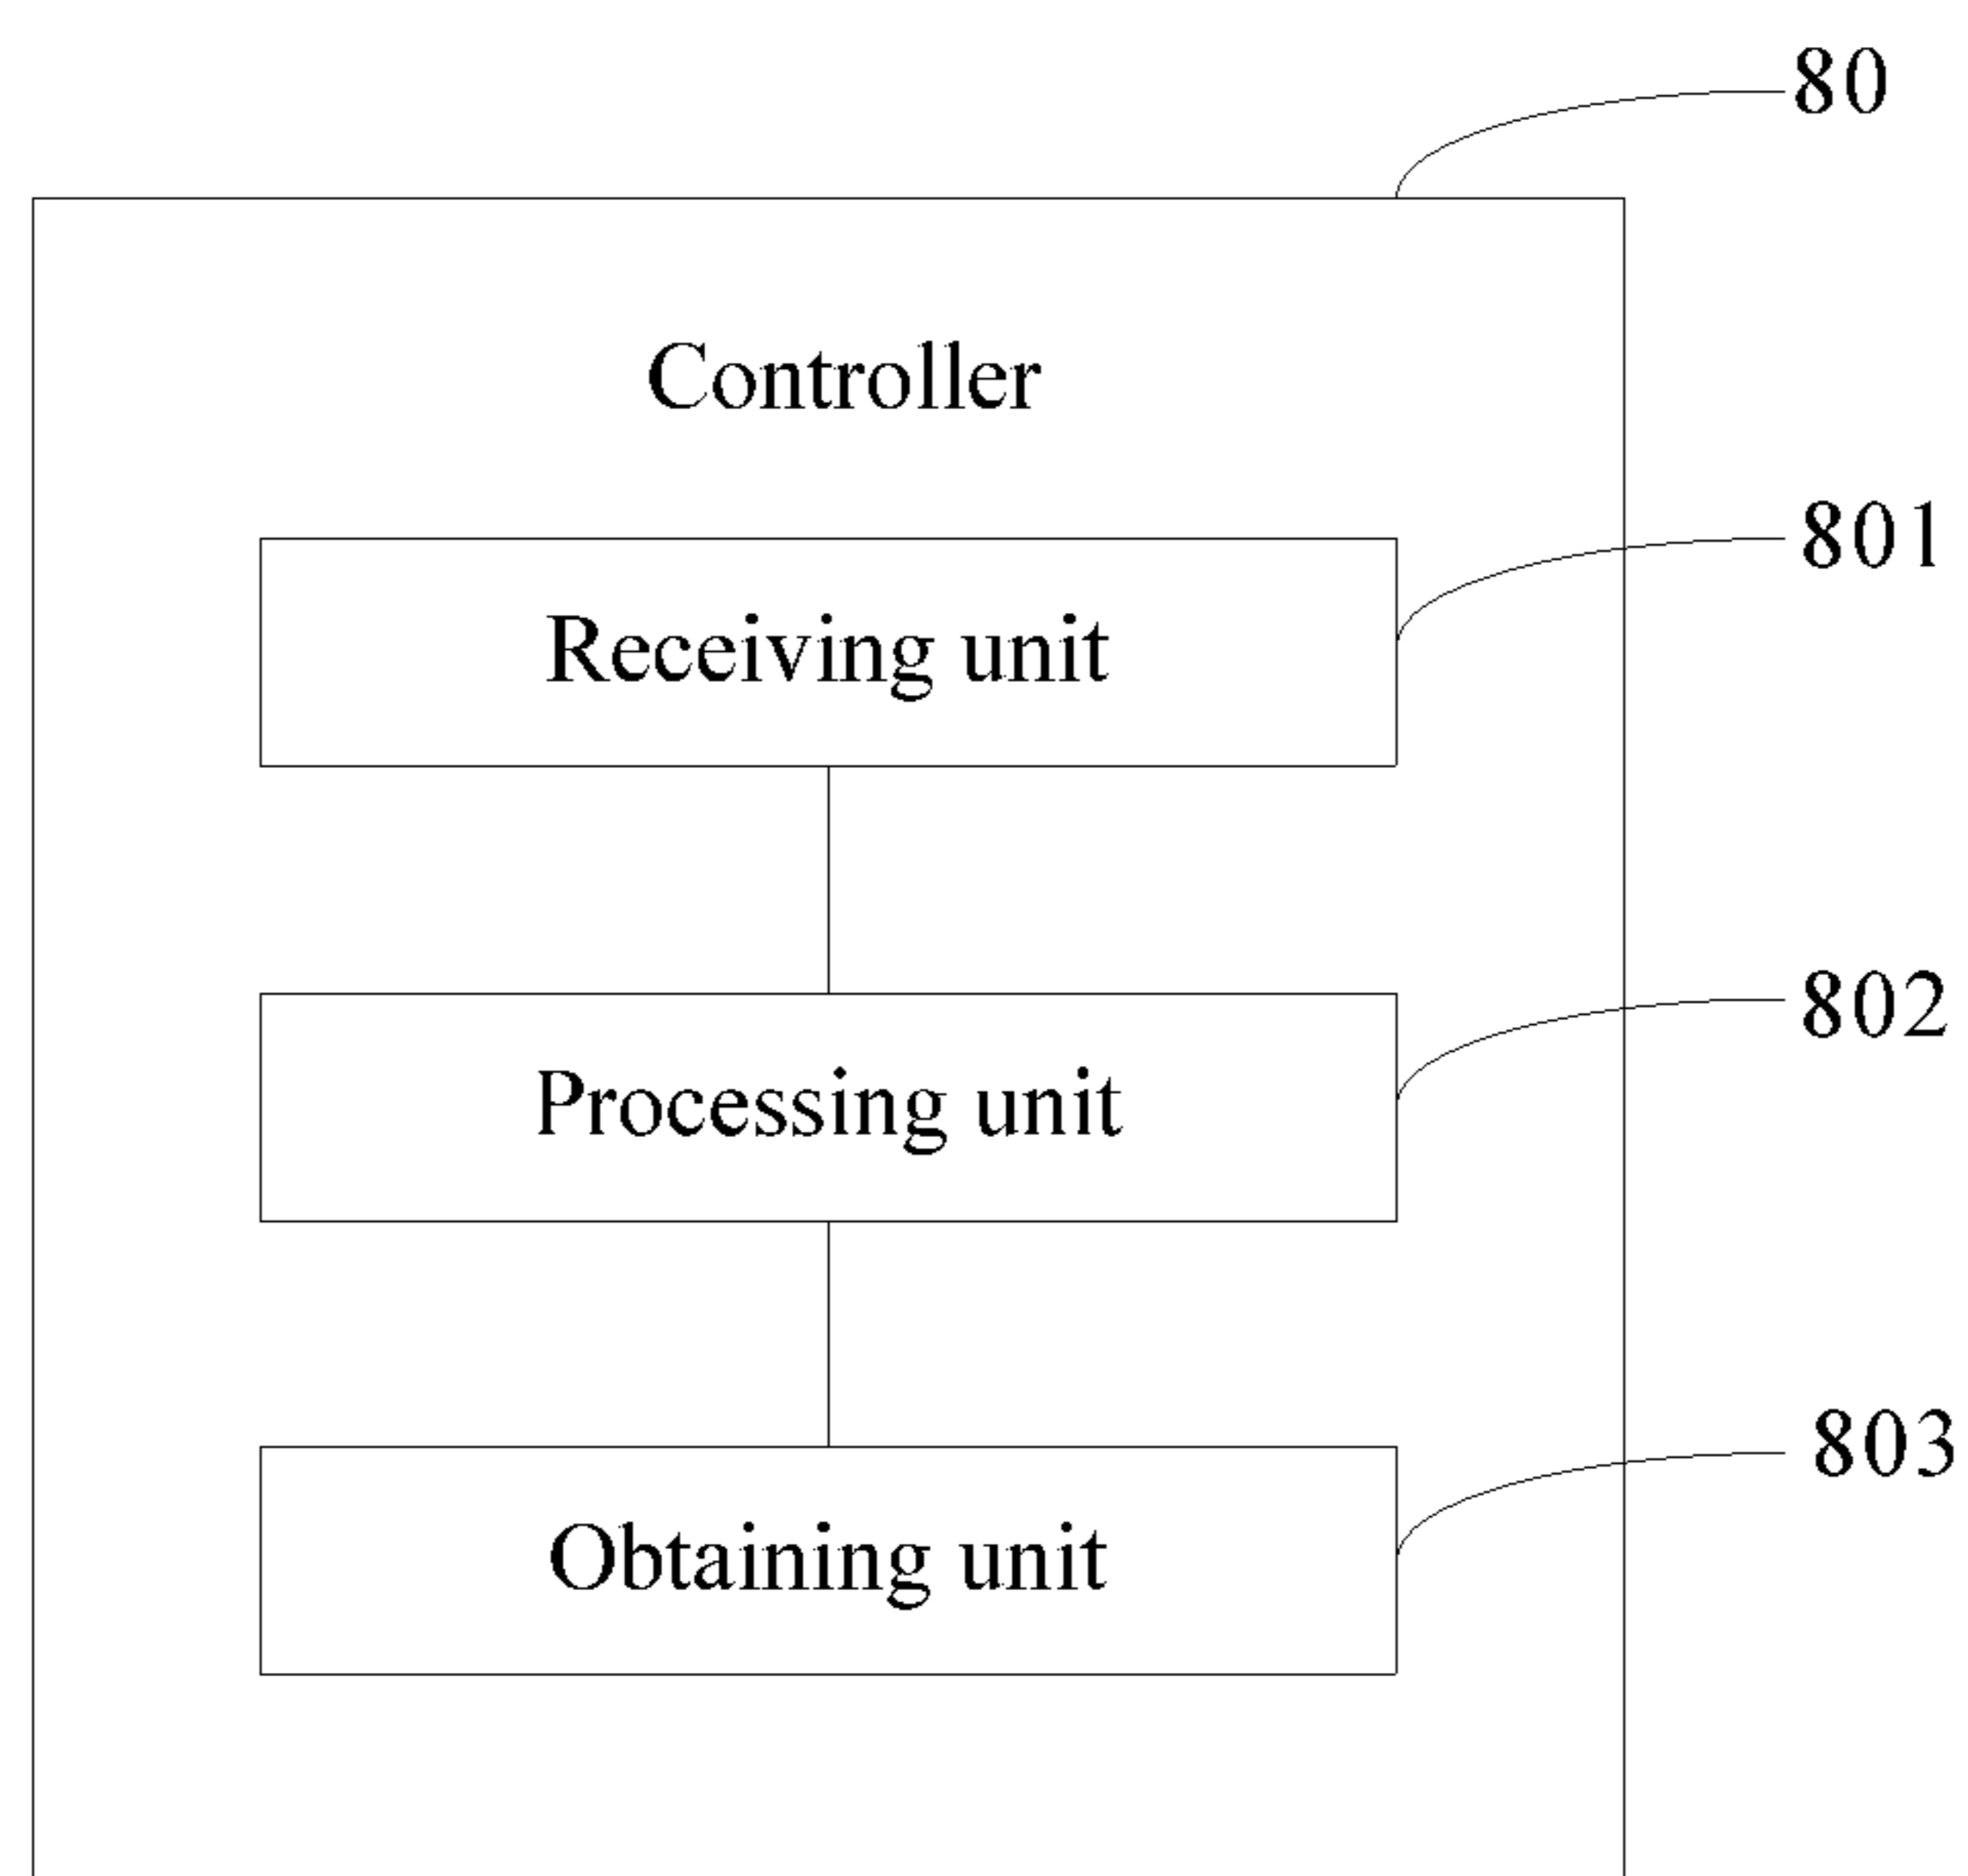 80
Controller
801
Receiving unit
802
Processing unit
803
Obtaining unit